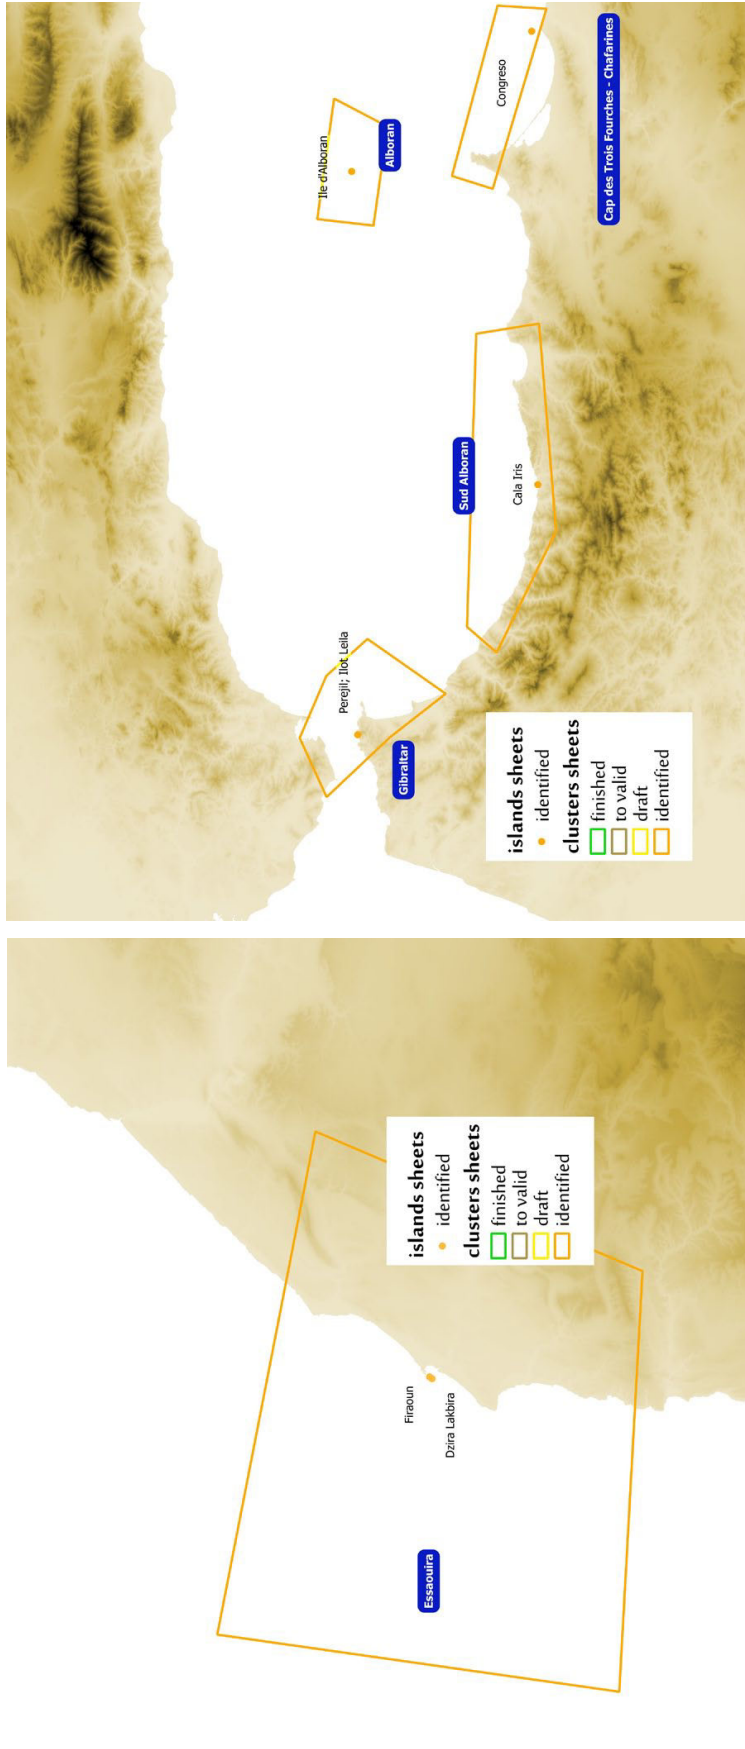 Congreso
Cap des Trois Fourches - Chafarines
Ile d'Alboran
Alboran
Sud Alboran
Cala Iris
Perejil; Ilot Leila
Gibraltar
islands sheets
identified
clusters sheets
finished
to valid
draft
identified
islands sheets
identified
clusters sheets
finished
to valid
draft
identified
Firaoun
Dzira Lakbira
Essaouira